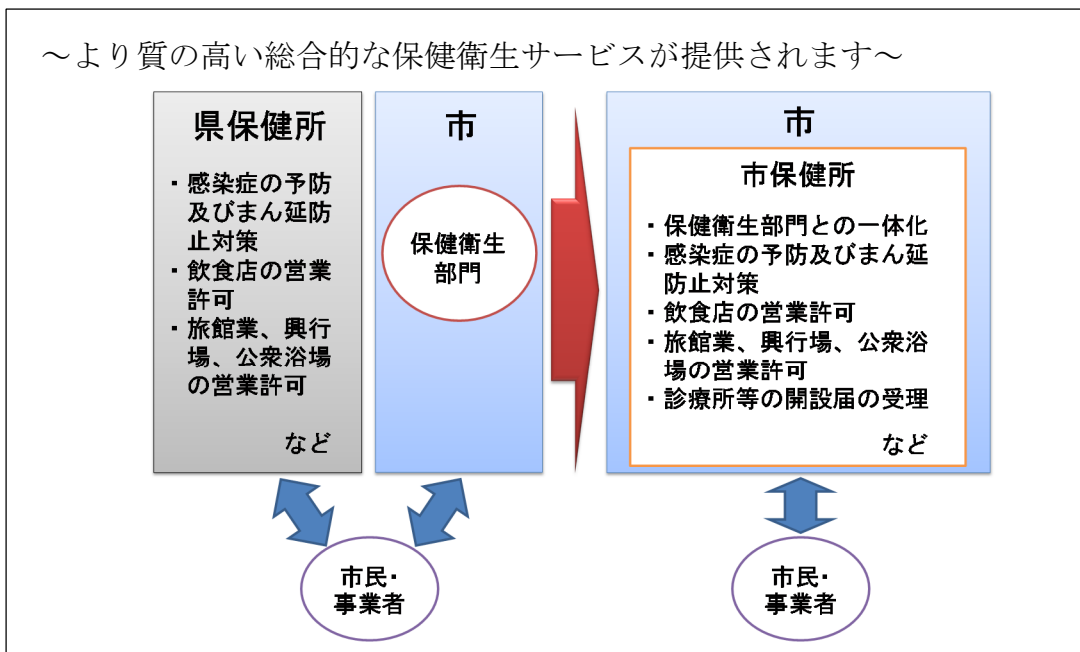 ～より質の高い総合的な保健衛生サービスが提供されます～
県保健所
・感染症の予防
及びまん延防
止対策
・飲食店の営業
許可
・旅館業、興行
場、公衆浴場
の営業許可
など
市
保健衛生
部門
市
市保健所
・保健衛生部門との一体化
・感染症の予防及びまん延
防止対策
・飲食店の営業許可
・旅館業、興行場、公衆浴
場の営業許可
・診療所等の開設届の受理
など
市民・
事業者
市民・
事業者